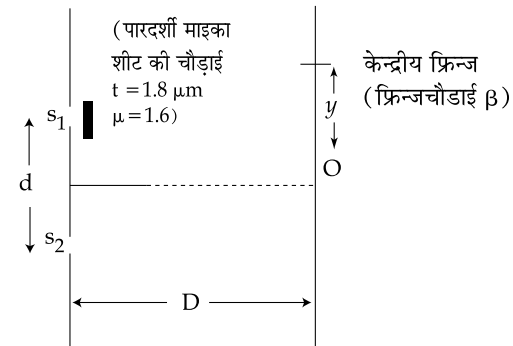 (पारदर्शी माइका
शीट की चौड़ाई
t = 1.8 μm
μ = 1.6)
केन्द्रीय फ्रिन्ज
(फ्रिन्जचौडाई β)
s1
y
O
d
s2
D